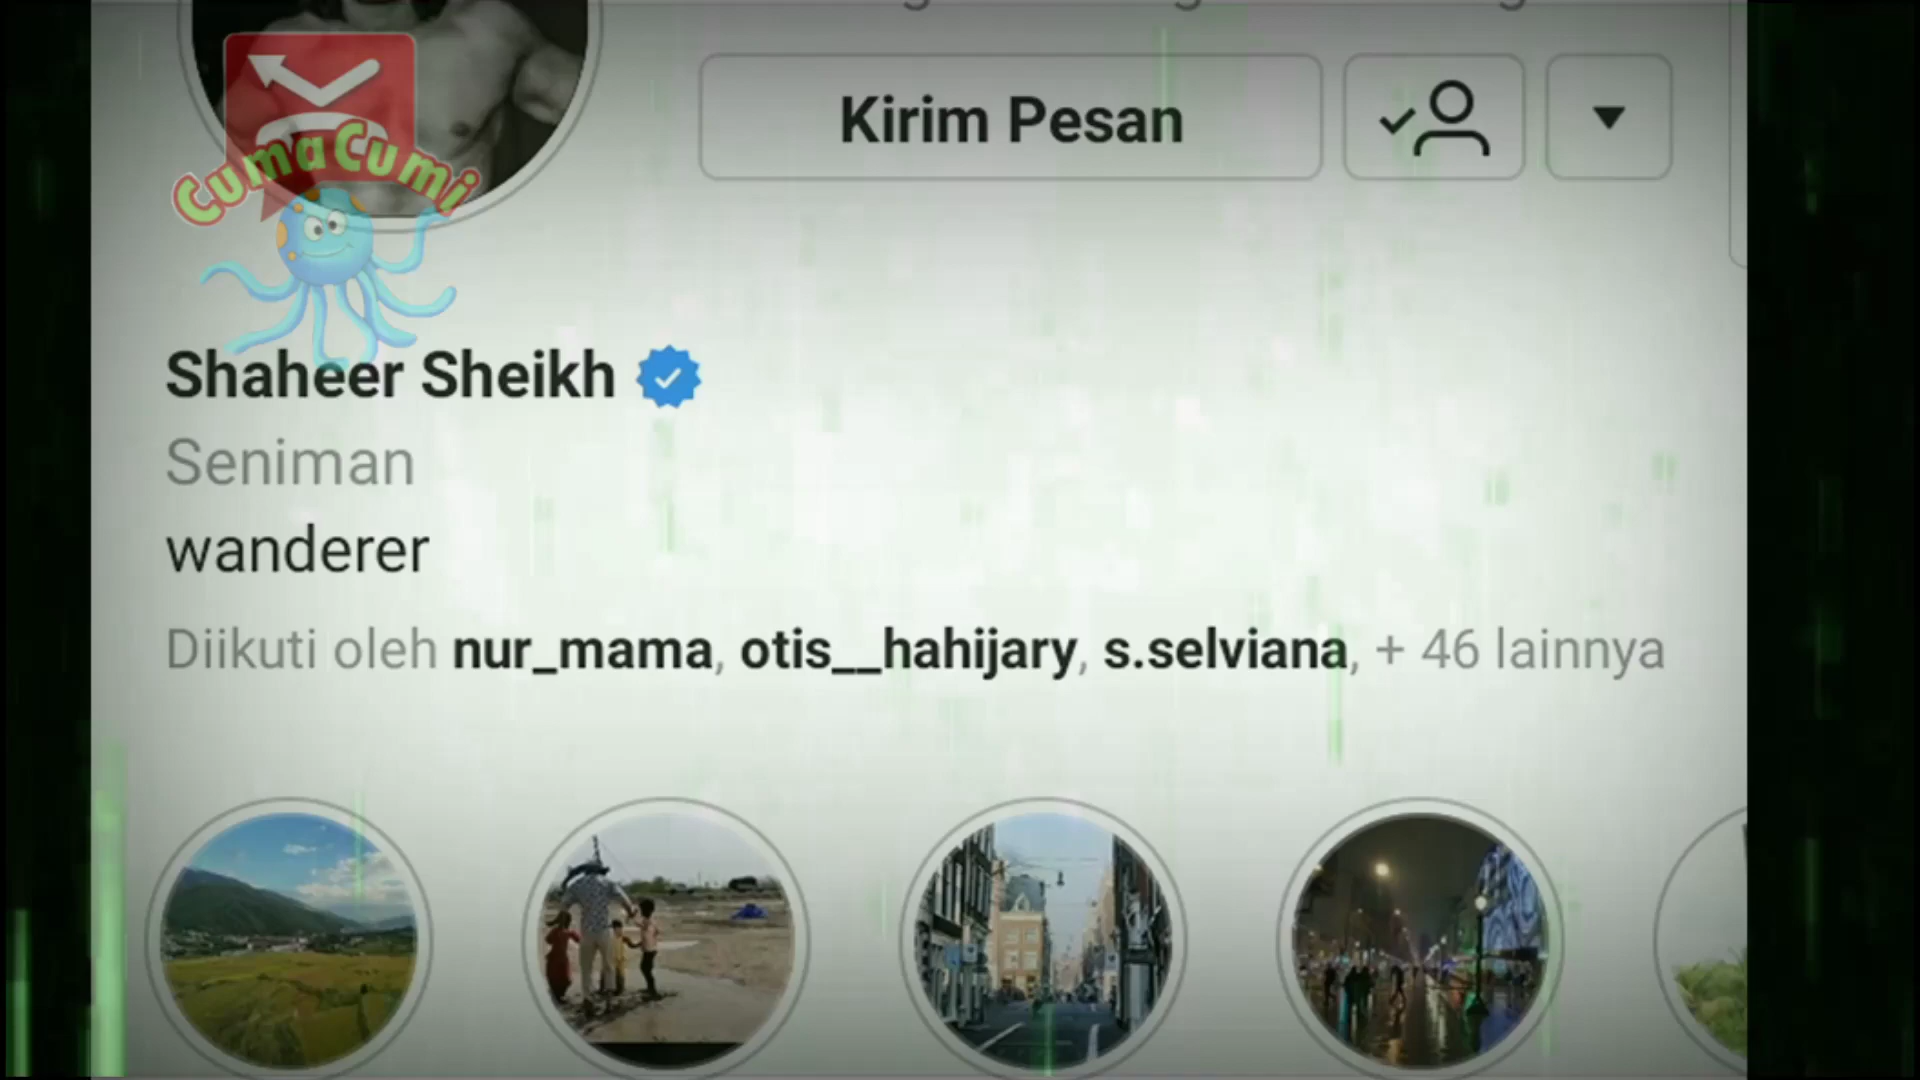 Kirim Pesan
CumaCumi
Shaheer Sheikh
Seniman
wanderer
Diikuti oleh nur_mama, otis__hahijary, s.selviana, + 46 lainnya